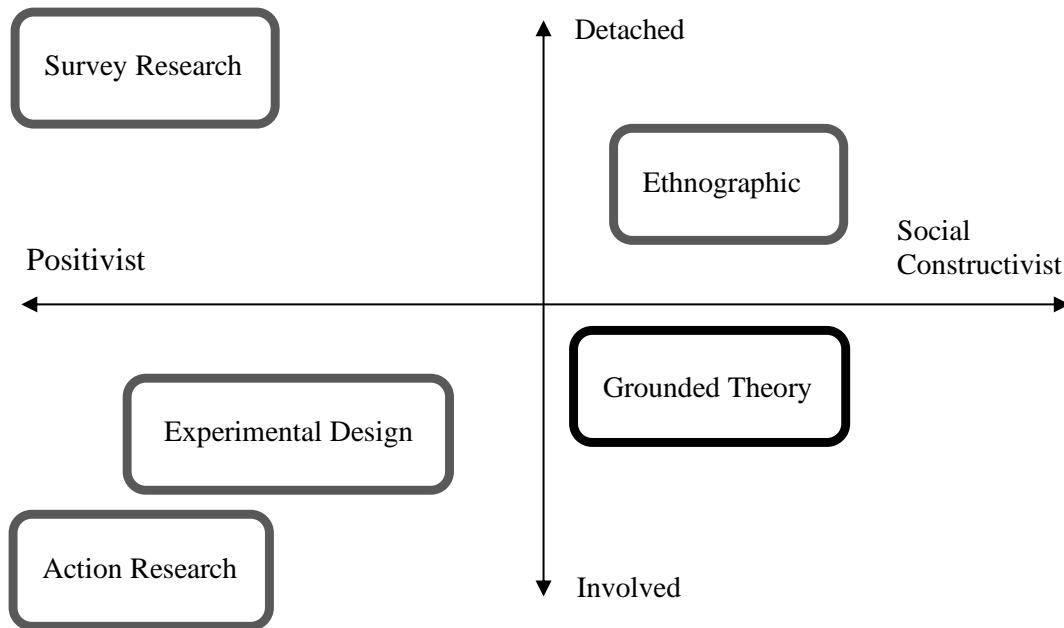 Detached
Survey Research
Ethnographic
Social
Constructivist
Positivist
Grounded Theory
Experimental Design
Action Research
Involved